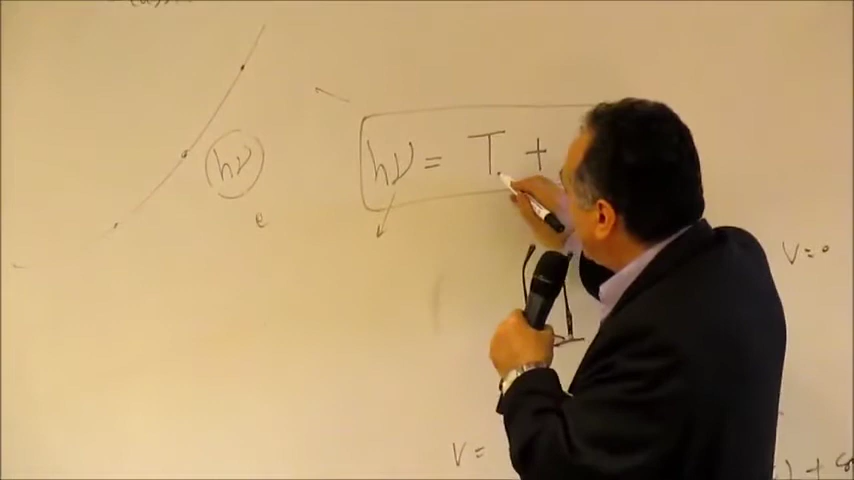 hν = T +
hν
e
V = 0
V =
) +